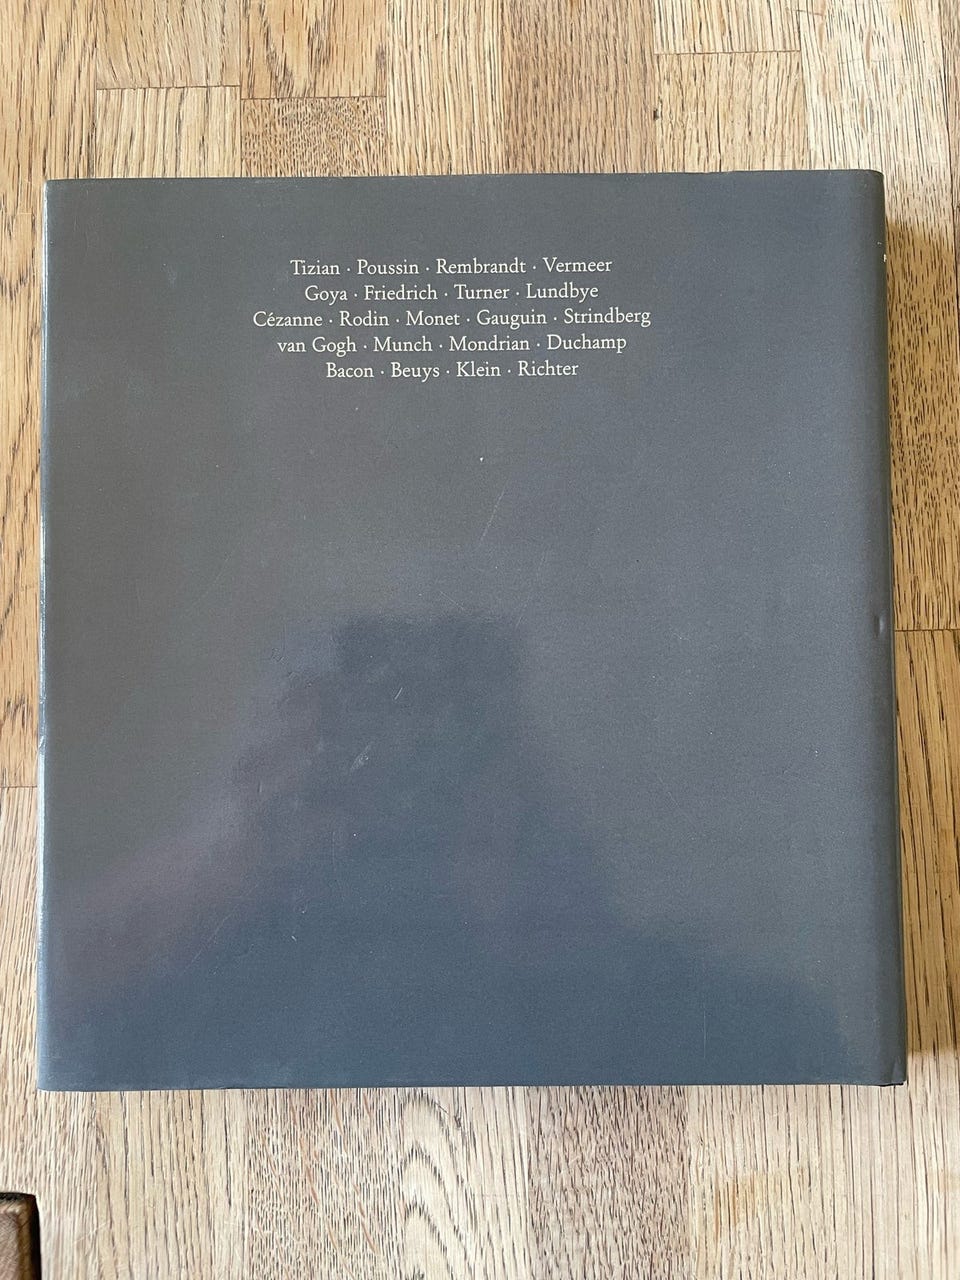 Tizian · Poussin · Rembrandt · Vermeer
Goya · Friedrich · Turner · Lundbye
Cézanne · Rodin · Monet · Gauguin · Strindberg
van Gogh · Munch · Mondrian · Duchamp
Bacon · Beuys · Klein · Richter